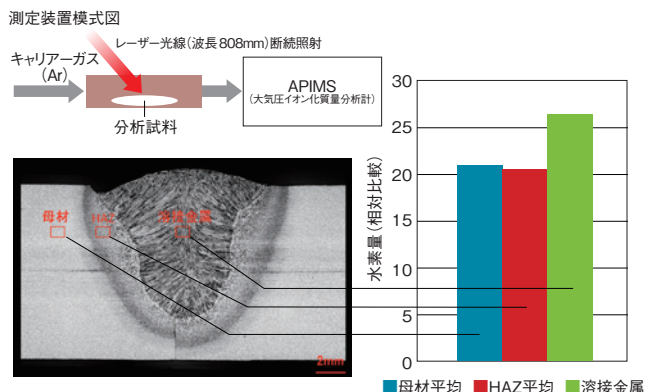 測定装置模式図
レーザー光線(波長808mm)断続照射
キャリアーガス
(Ar)
APIMS
(大気圧イオン化質量分析計)
分析試料
母材
HAZ
溶接金属
2mm
水素量(相対比較)
30
25
20
15
10
5
0
母材平均 HAZ平均 溶接金属